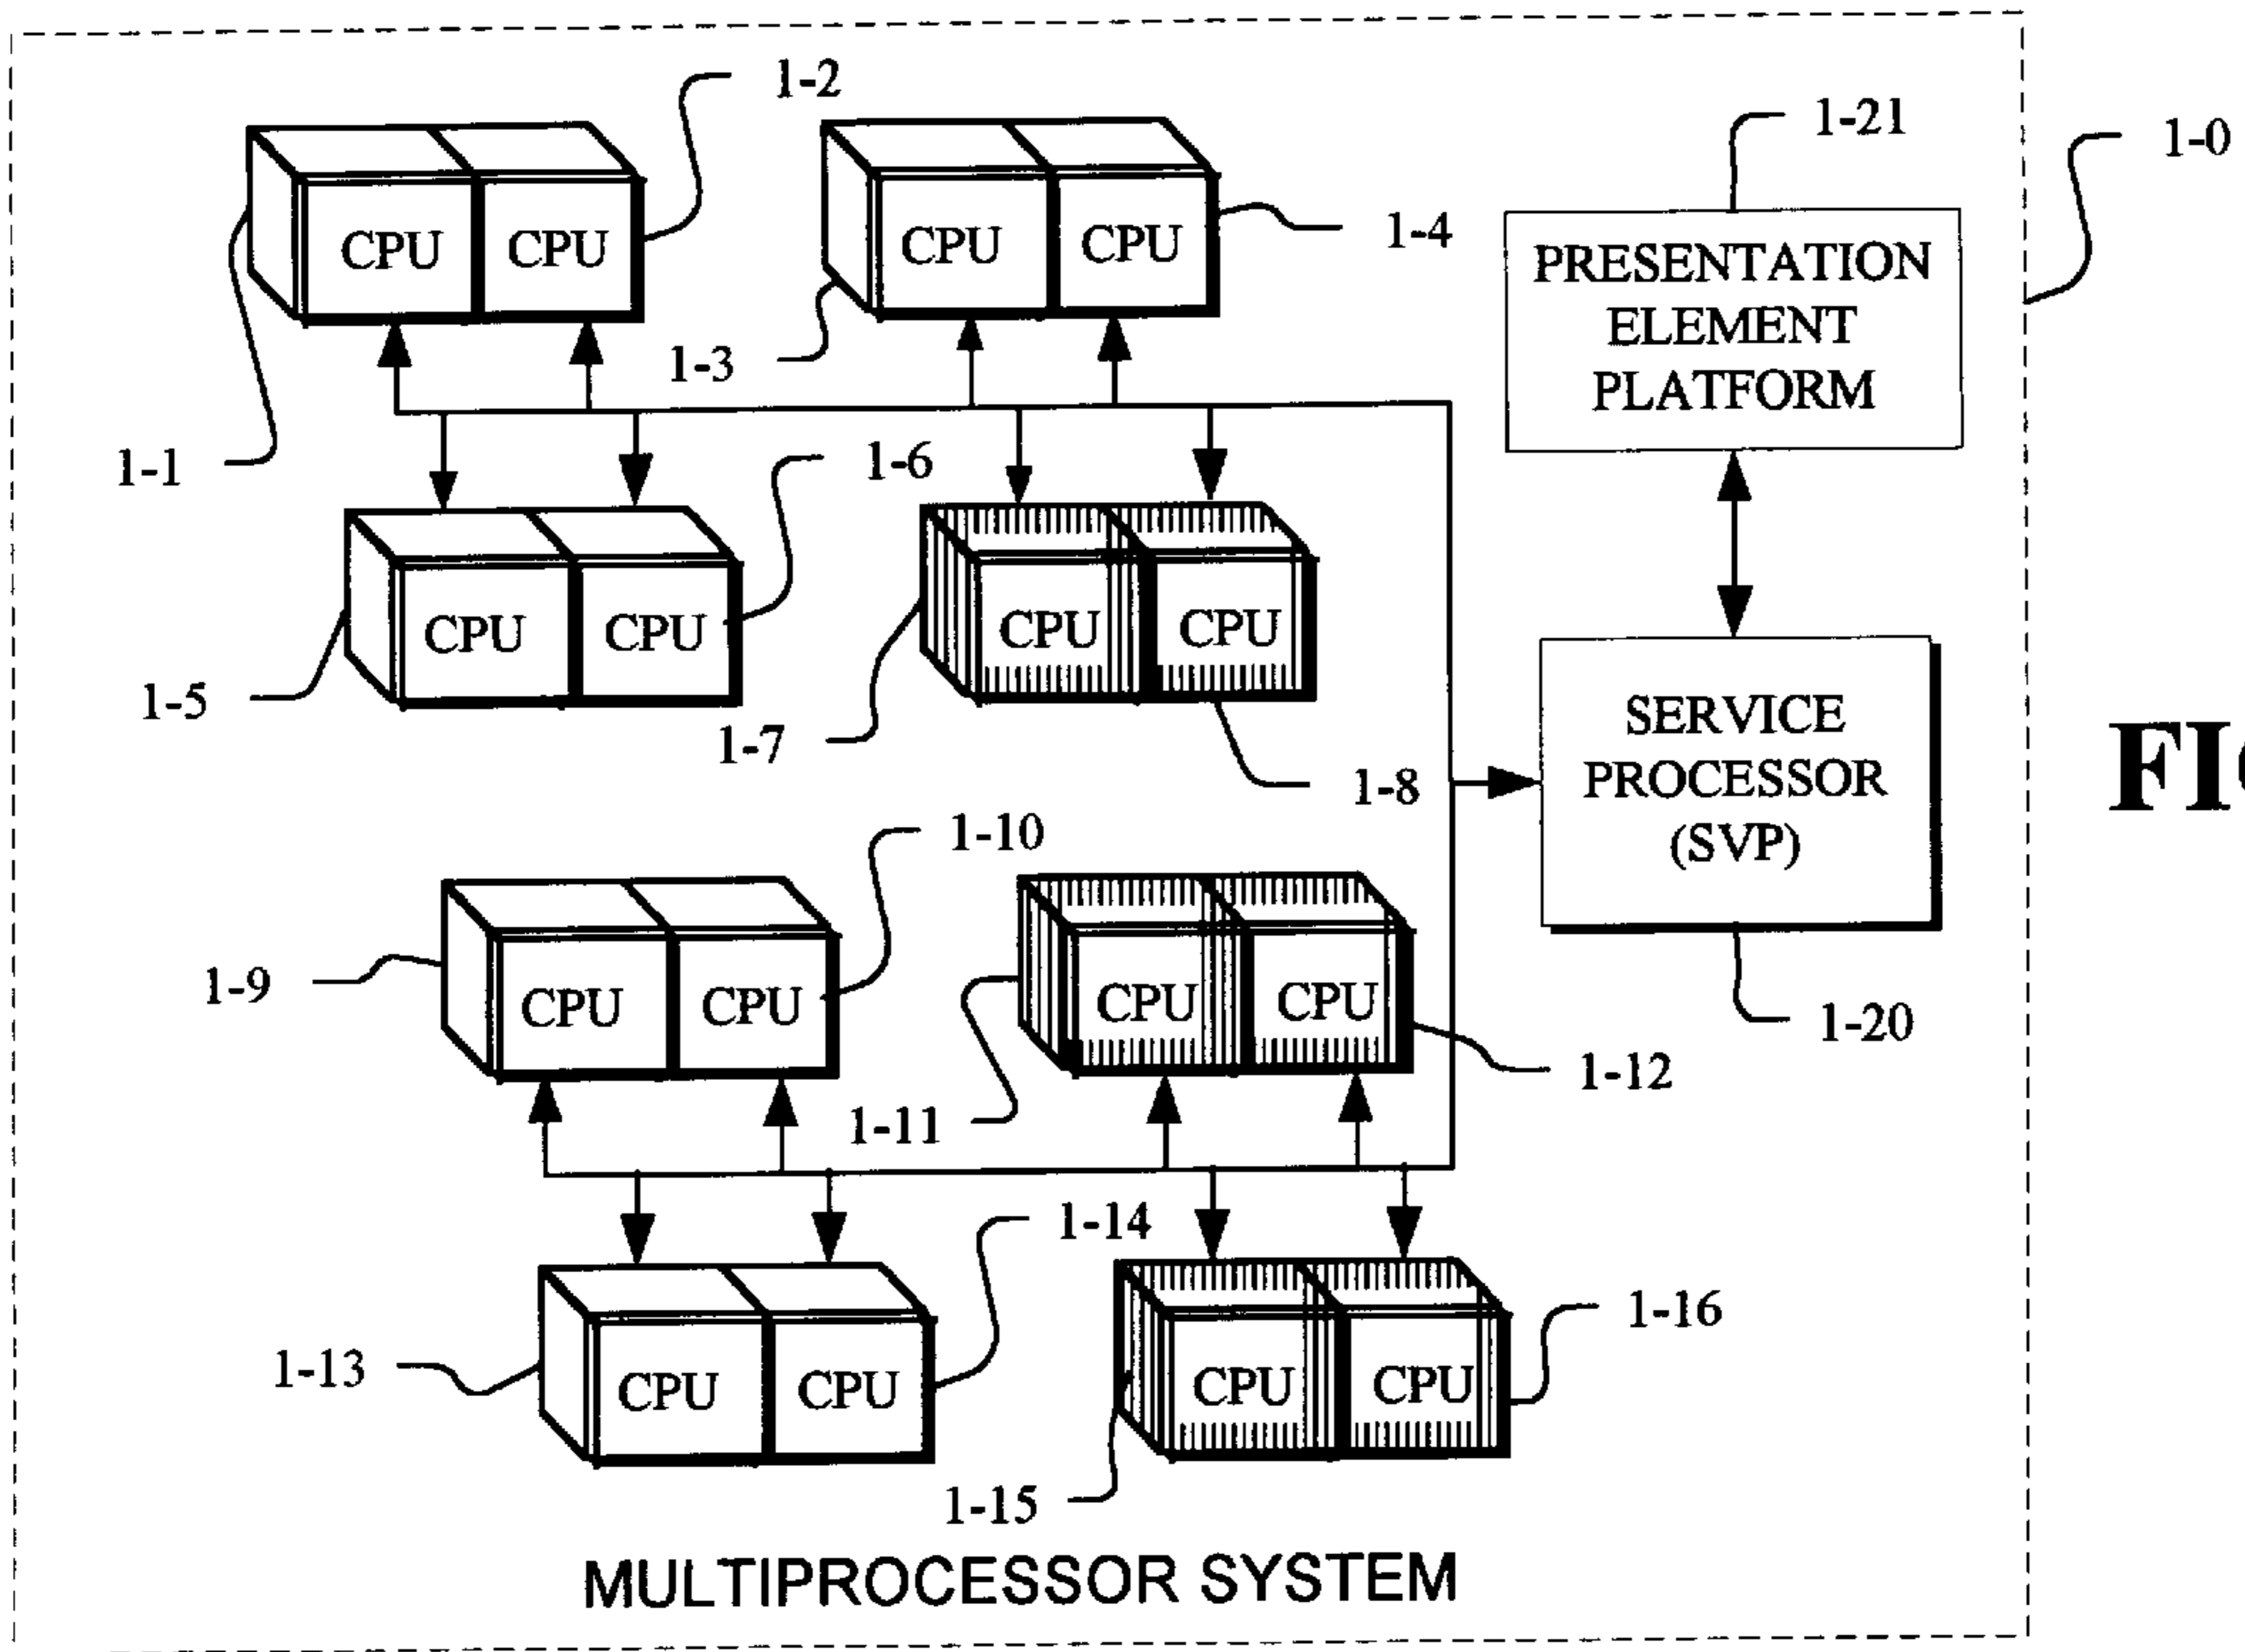 1-2
1-21
1-0
CPU CPU
CPU CPU
1-4
PRESENTATION
ELEMENT
PLATFORM
1-3
1-1
1-6
CPU CPU
CPU CPU
1-5
1-7
1-8
SERVICE
PROCESSOR
(SVP)
1-10
1-9
CPU CPU
CPU CPU
1-20
1-12
1-11
1-14
1-16
1-13
CPU CPU
CPU CPU
1-15
MULTIPROCESSOR SYSTEM